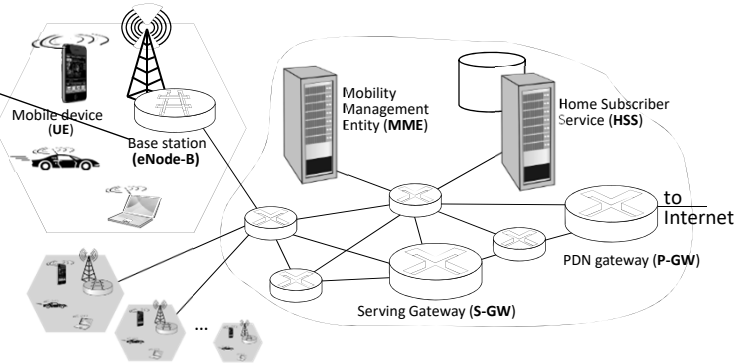 Mobile device
(UE)
Base station
(eNode-B)
Mobility
Management
Entity (MME)
Home Subscriber
Service (HSS)
to
Internet
PDN gateway (P-GW)
Serving Gateway (S-GW)
...